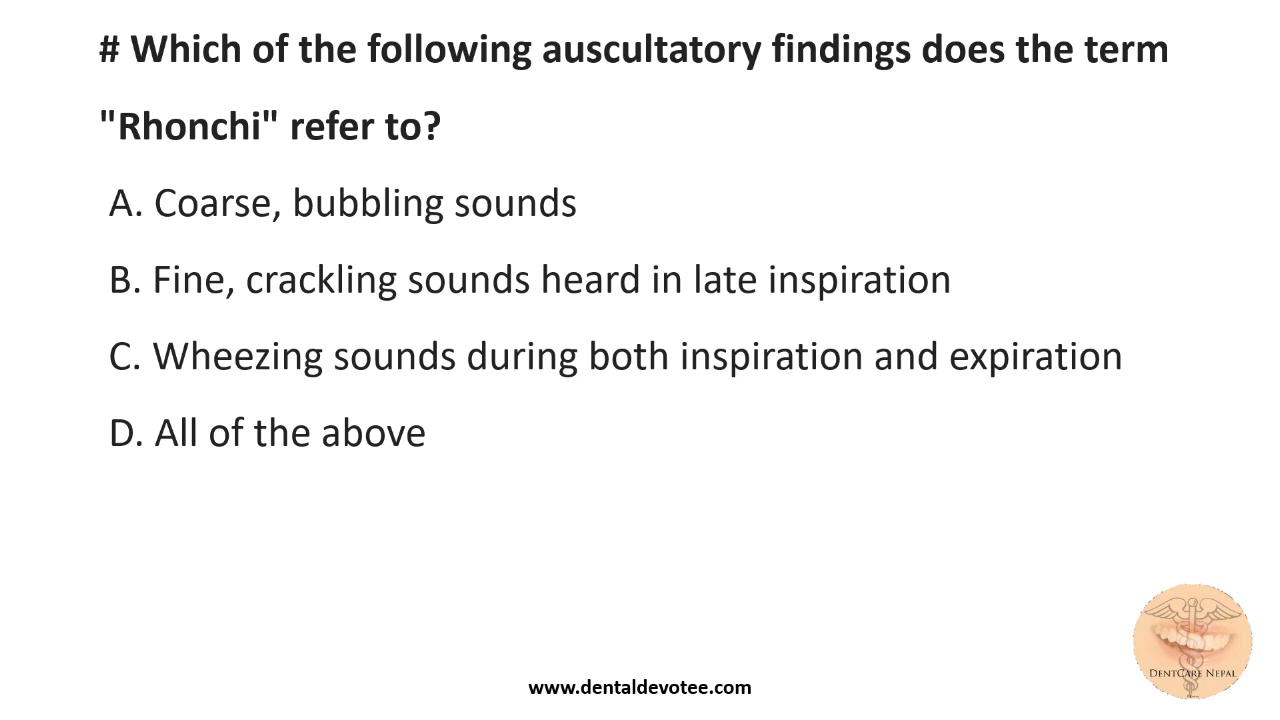 # Which of the following auscultatory findings does the term
"Rhonchi" refer to?
A. Coarse, bubbling sounds
B. Fine, crackling sounds heard in late inspiration
C. Wheezing sounds during both inspiration and expiration
D. All of the above
DENTCARE NEPAL
www.dentaldevotee.com